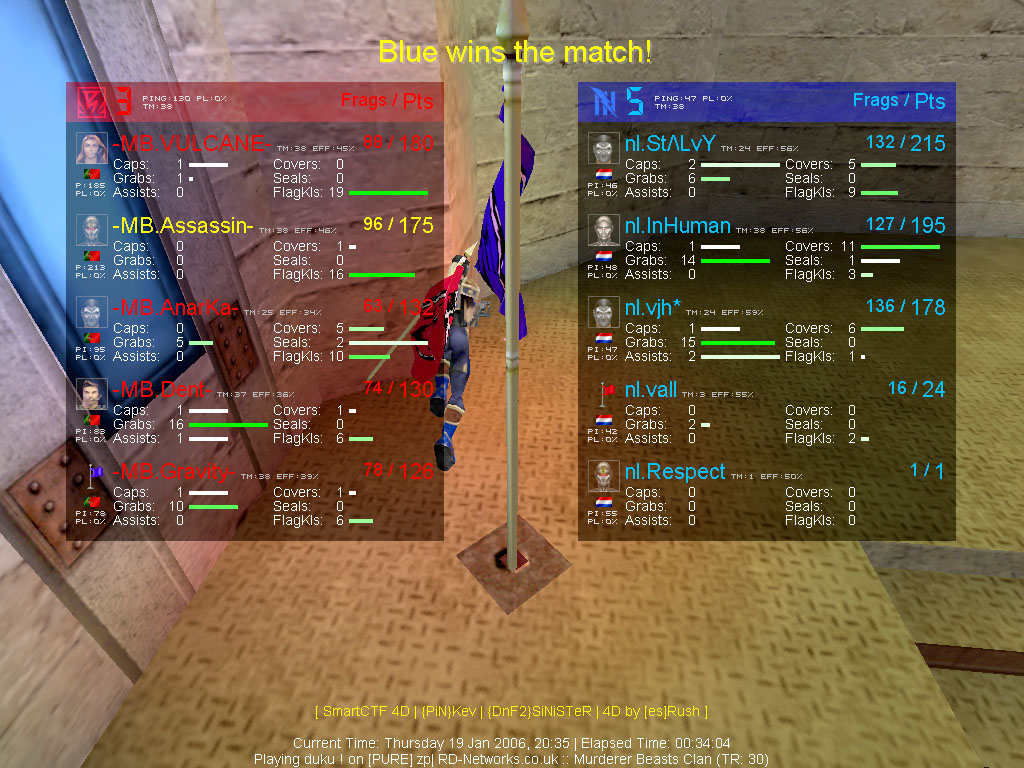 Blue wins the match!
3 PING:130 PL:0% Frags / Pts
TM:38
-MB.VULCANE- TM:38 EFF:45% 88 / 180
Caps: 1 Covers: 0
Grabs: 1 Seals: 0
P:185
PL:0% Assists: 0 FlagKls: 19
-MB.Assassin- TM:38 EFF:46% 96 / 175
Caps: 0 Covers: 1
Grabs: 0 Seals: 0
P:213
PL:0% Assists: 0 FlagKls: 16
-MB.AnarKa- TM:25 EFF:34% 63 / 132
Caps: 0 Covers: 5
Grabs: 5 Seals: 2
PI:95
PL:0% Assists: 0 FlagKls: 10
-MB.Dent- TM:37 EFF:36% 74 / 130
Caps: 1 Covers: 1
Grabs: 16 Seals: 0
PI:83
PL:0% Assists: 1 FlagKls: 6
-MB.Gravity- TM:38 EFF:39% 78 / 126
Caps: 1 Covers: 1
Grabs: 10 Seals: 0
PI:78
PL:0% Assists: 0 FlagKls: 6
5 PING:47 PL:0% Frags / Pts
TM:38
nl.StΛLvY TM:24 EFF:56% 132 / 215
Caps: 2 Covers: 5
Grabs: 6 Seals: 0
PI:46
PL:0% Assists: 0 FlagKls: 9
nl.InHuman TM:38 EFF:56% 127 / 195
Caps: 1 Covers: 11
Grabs: 14 Seals: 1
PI:48
PL:0% Assists: 0 FlagKls: 3
nl.vjh* TM:24 EFF:59% 136 / 178
Caps: 1 Covers: 6
Grabs: 15 Seals: 0
PI:47
PL:0% Assists: 2 FlagKls: 1
nl.vall TM:3 EFF:55% 16 / 24
Caps: 0 Covers: 0
Grabs: 2 Seals: 0
PI:42
PL:0% Assists: 0 FlagKls: 2
nl.Respect TM:1 EFF:50% 1 / 1
Caps: 0 Covers: 0
Grabs: 0 Seals: 0
PI:55
PL:0% Assists: 0 FlagKls: 0
[ SmartCTF 4D | {PiN}Kev | {DnF2}SiNiSTeR | 4D by [es]Rush ]
Current Time: Thursday 19 Jan 2006, 20:35 | Elapsed Time: 00:34:04
Playing duku ! on [PURE] zp| RD-Networks.co.uk :: Murderer Beasts Clan (TR: 30)